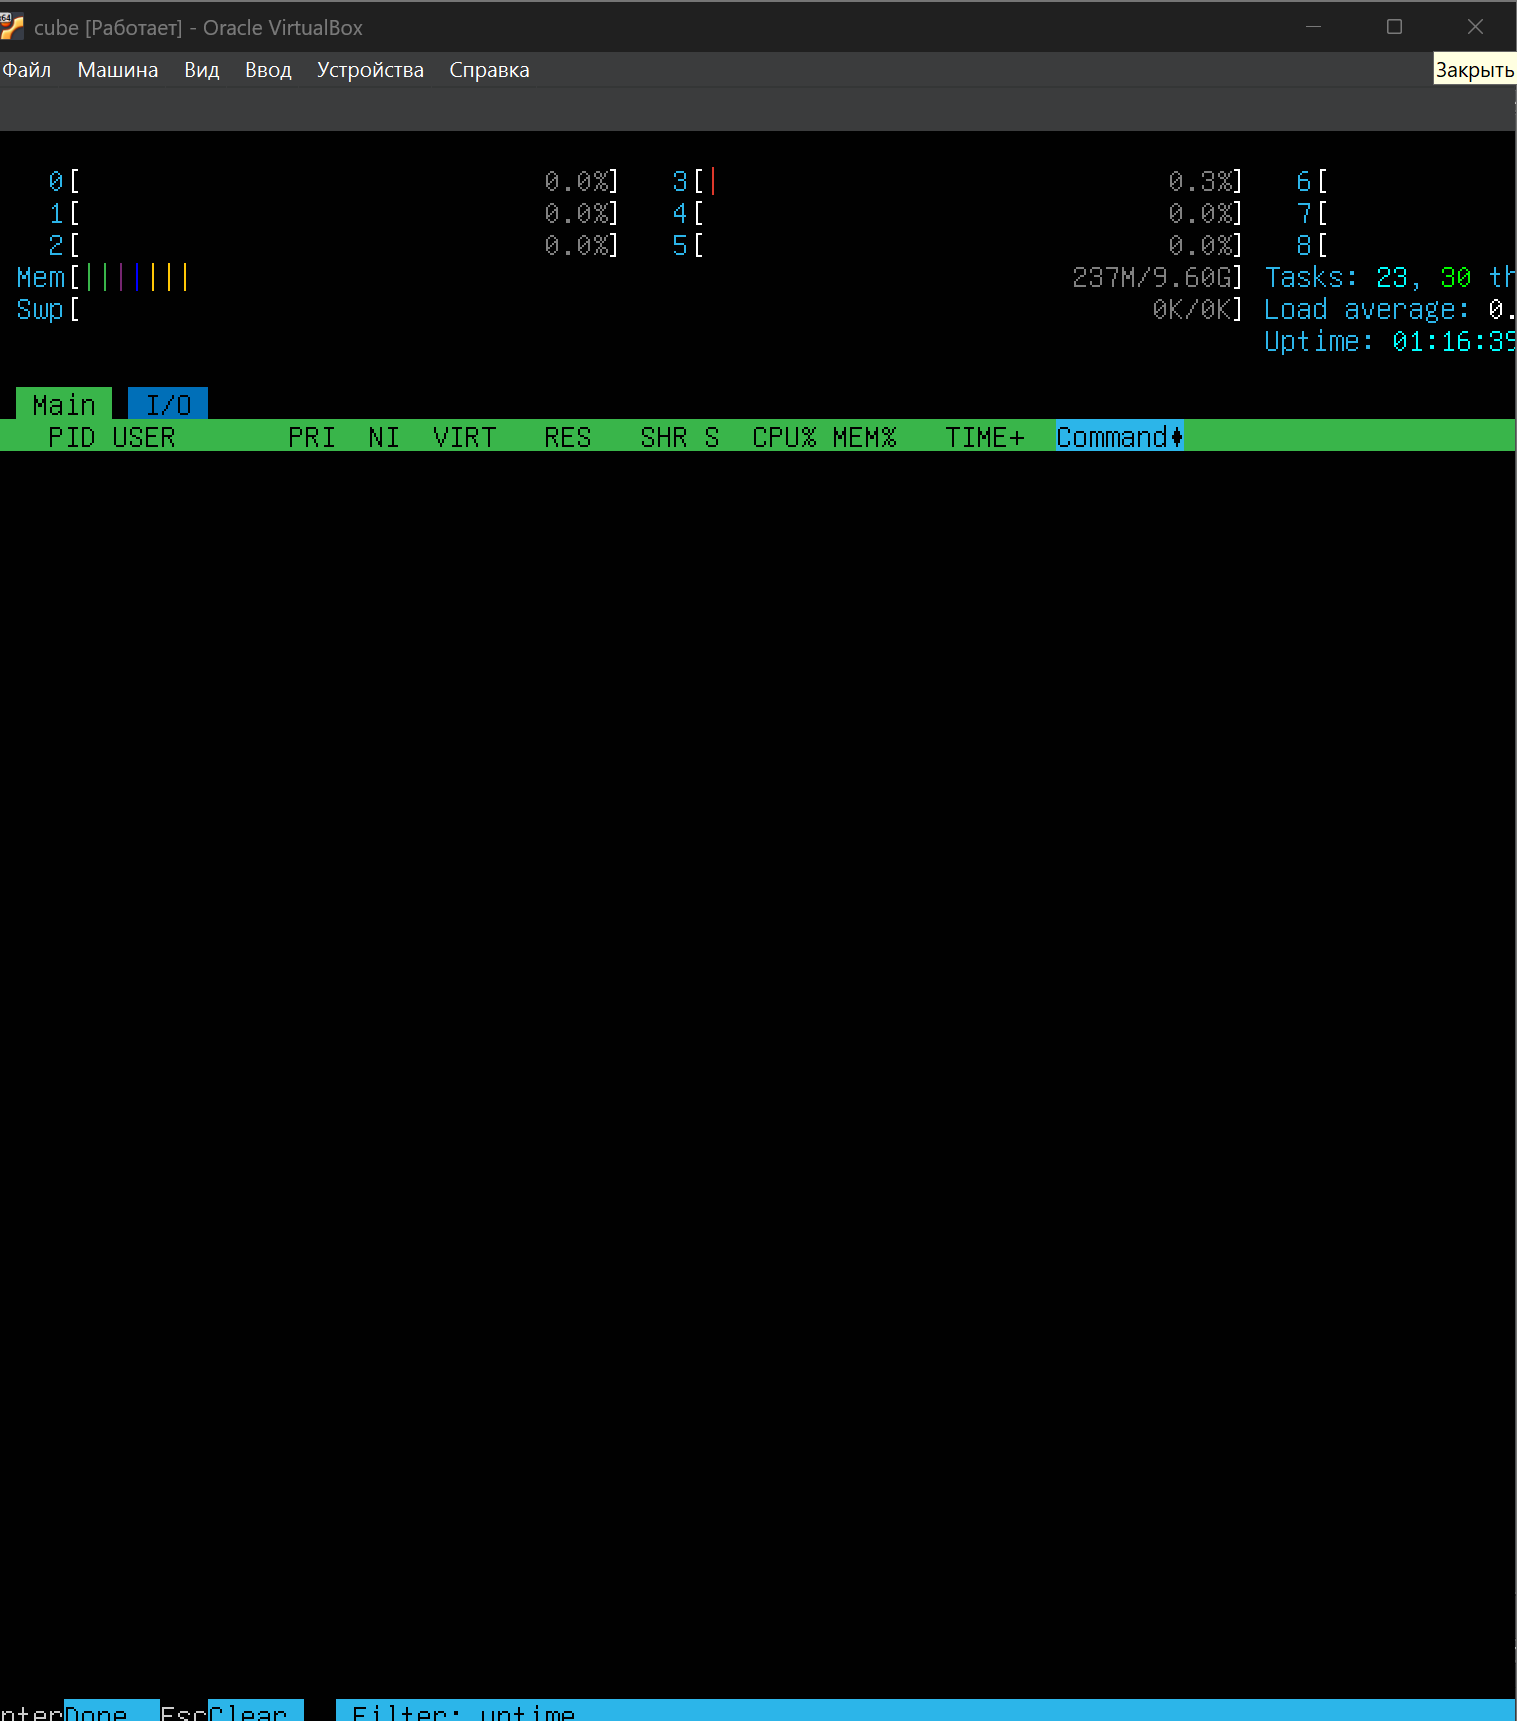 cube [Работает] - Oracle VirtualBox
Файл Машина Вид Ввод Устройства Справка
Закрыть
0[ 0.0%] 3[| 0.3%] 6[
1[ 0.0%] 4[ 0.0%] 7[
2[ 0.0%] 5[ 0.0%] 8[
Mem[||||||| 237M/9.60G] Tasks: 23, 30 th
Swp[ 0K/0K] Load average: 0.
Uptime: 01:16:39
Main I/O
PID USER PRI NI VIRT RES SHR S CPU% MEM% TIME+ Command
nterDone EscClear Filter: uptime